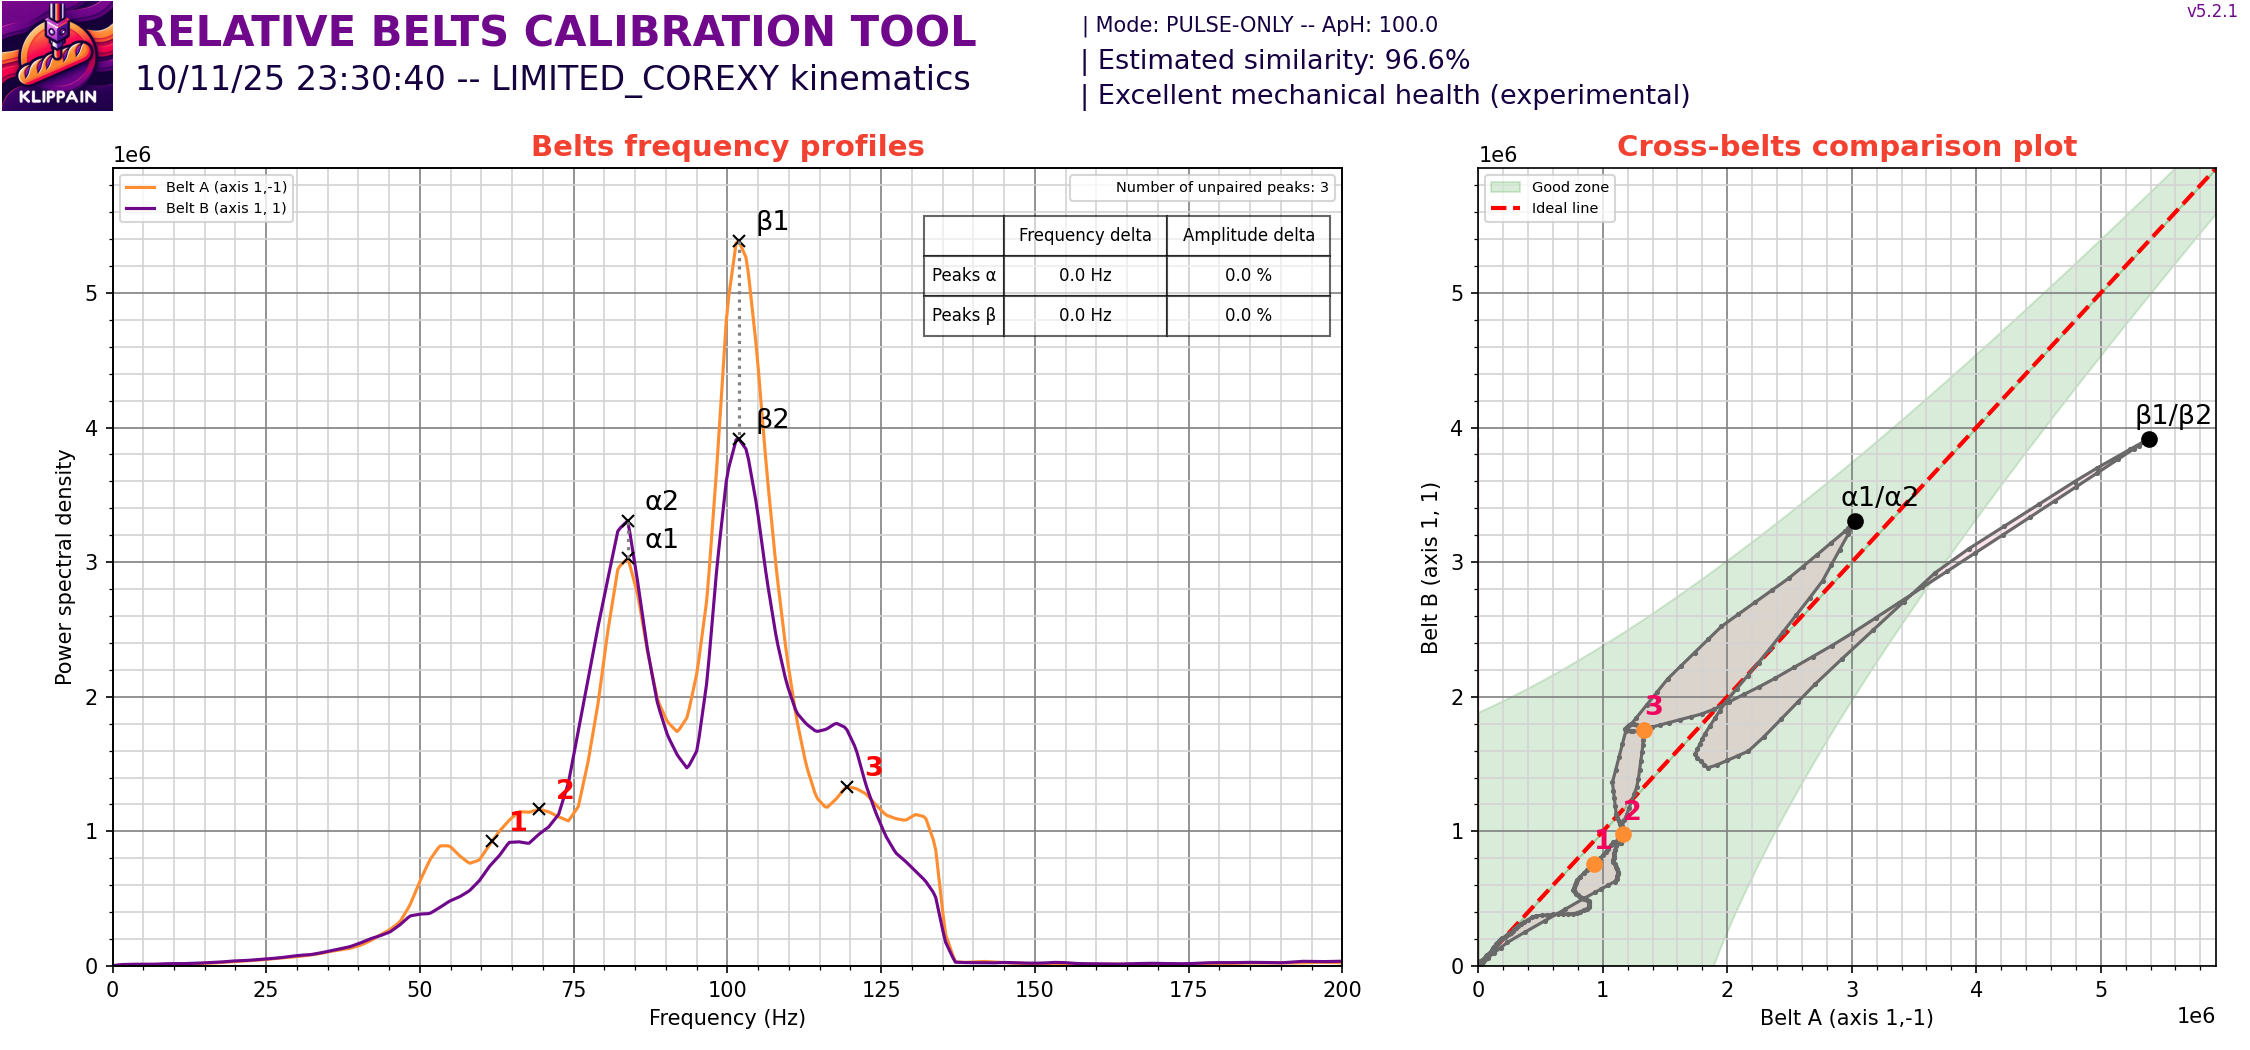 KLIPPAIN
RELATIVE BELTS CALIBRATION TOOL
10/11/25 23:30:40 -- LIMITED_COREXY kinematics
| Mode: PULSE-ONLY -- ApH: 100.0
| Estimated similarity: 96.6%
| Excellent mechanical health (experimental)
v5.2.1
Belts frequency profiles
1e6
Belt A (axis 1,-1)
Belt B (axis 1, 1)
Number of unpaired peaks: 3
Frequency delta Amplitude delta
Peaks α 0.0 Hz 0.0 %
Peaks β 0.0 Hz 0.0 %
β1
β2
α2
α1
1
2
3
5
4
3
2
1
0
Power spectral density
0 25 50 75 100 125 150 175 200
Frequency (Hz)
Cross-belts comparison plot
1e6
Good zone
Ideal line
β1/β2
α1/α2
3
2
1
5
4
3
2
1
0
Belt B (axis 1, 1)
0 1 2 3 4 5
Belt A (axis 1,-1)
1e6